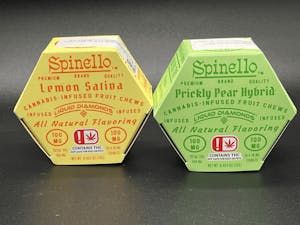 Spinello
PREMIUM BRAND QUALITY
Lemon Sativa
CANNABIS-INFUSED FRUIT CHEWS
INFUSED LIQUID DIAMONDS INFUSED
All Natural Flavoring
100 MG
CONTAINS THC
100 MG
Spinello
PREMIUM BRAND QUALITY
Prickly Pear Hybrid
CANNABIS-INFUSED FRUIT CHEWS
INFUSED LIQUID DIAMONDS INFUSED
All Natural Flavoring
100 MG
CONTAINS THC
100 MG